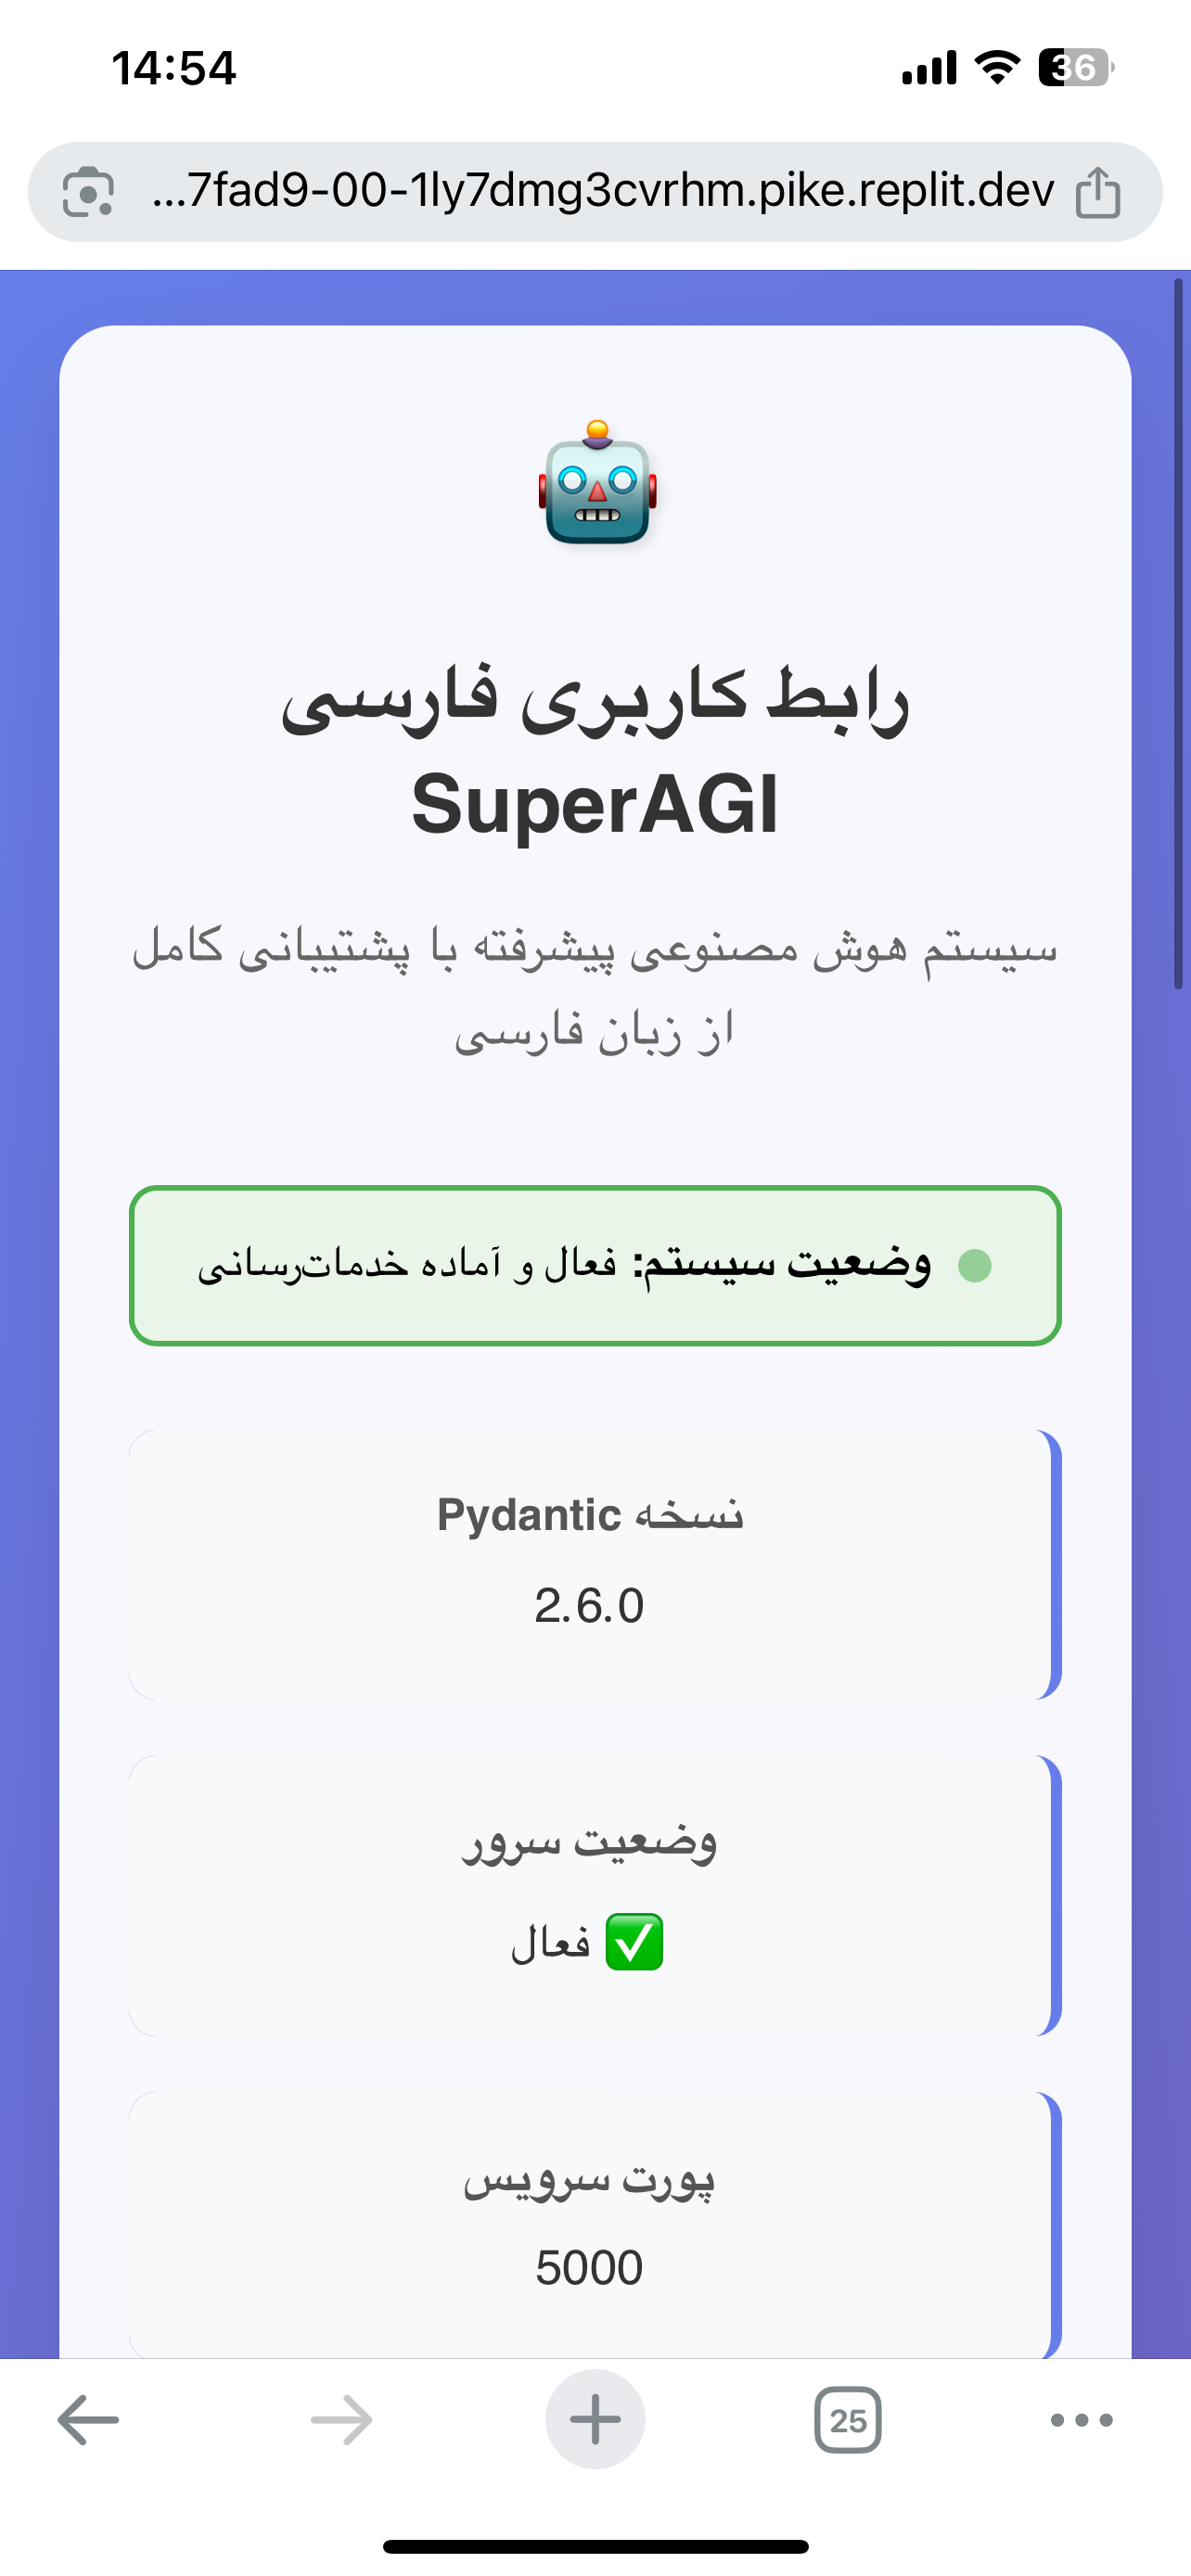 14:54
36
...7fad9-00-1ly7dmg3cvrhm.pike.replit.dev
رابط کاربری فارسی
SuperAGI
سیستم هوش مصنوعی پیشرفته با پشتیبانی کامل
از زبان فارسی
وضعیت سیستم: فعال و آماده خدمات‌رسانی
نسخه Pydantic
2.6.0
وضعیت سرور
✅ فعال
پورت سرویس
5000
25